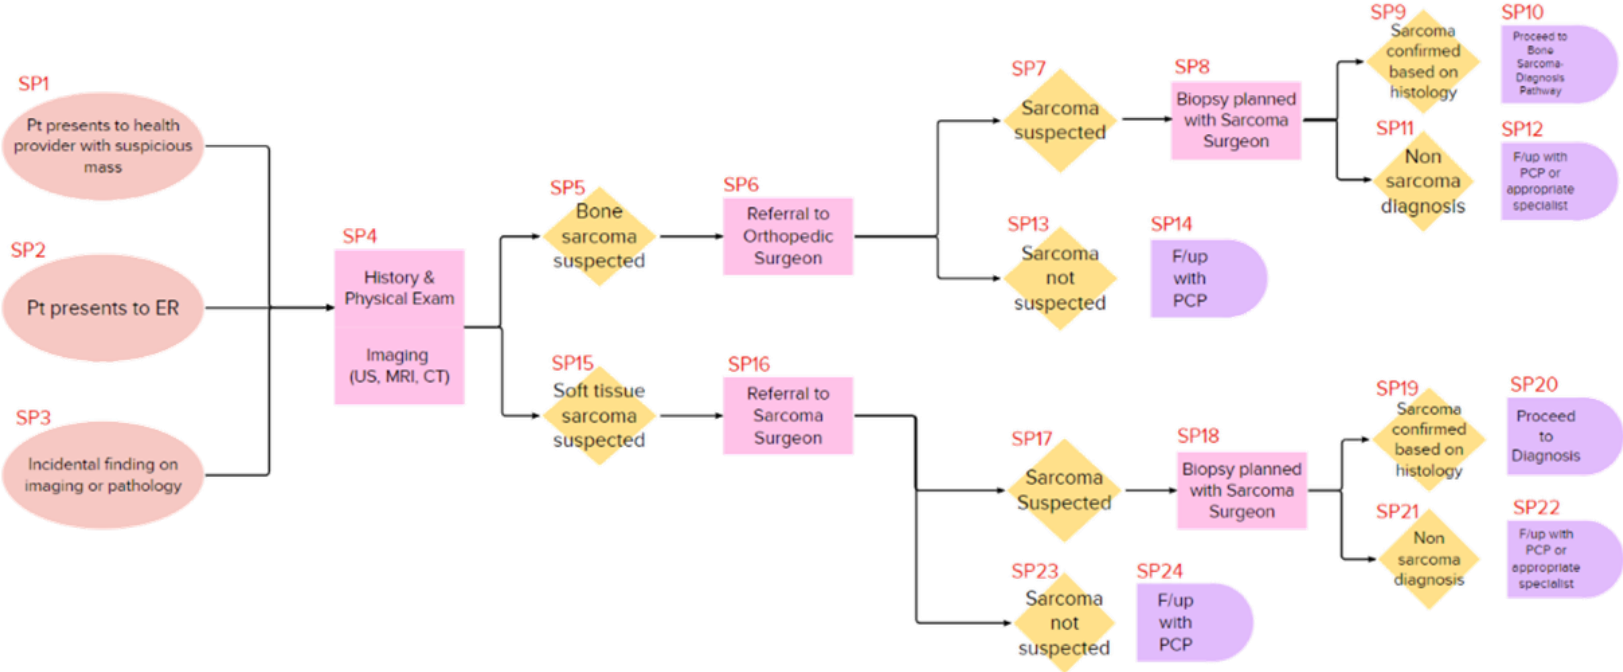 SP1
Pt presents to health
provider with suspicious
mass
SP2
Pt presents to ER
SP3
Incidental finding on
imaging or pathology
SP4
History &
Physical Exam
Imaging
(US, MRI, CT)
SP5
Bone
sarcoma
suspected
SP6
Referral to
Orthopedic
Surgeon
SP7
Sarcoma
suspected
SP8
Biopsy planned
with Sarcoma
Surgeon
SP9
Sarcoma
confirmed
based on
histology
SP10
Proceed to
Bone
Sarcoma-
Diagnosis
Pathway
SP11
Non
sarcoma
diagnosis
SP12
F/up with
PCP or
appropriate
specialist
SP13
Sarcoma
not
suspected
SP14
F/up
with
PCP
SP15
Soft tissue
sarcoma
suspected
SP16
Referral to
Sarcoma
Surgeon
SP17
Sarcoma
Suspected
SP18
Biopsy planned
with Sarcoma
Surgeon
SP19
Sarcoma
confirmed
based on
histology
SP20
Proceed
to
Diagnosis
SP21
Non
sarcoma
diagnosis
SP22
F/up with
PCP or
appropriate
specialist
SP23
Sarcoma
not
suspected
SP24
F/up
with
PCP